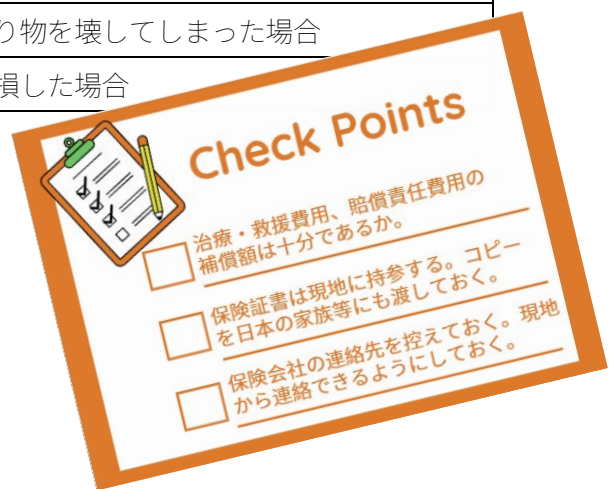 り物を壊してしまった場合
損した場合
Check Points
治療・救援費用、賠償責任費用の
補償額は十分であるか。
保険証書は現地に持参する。コピー
を日本の家族等にも渡しておく。
保険会社の連絡先を控えておく。現地
から連絡できるようにしておく。